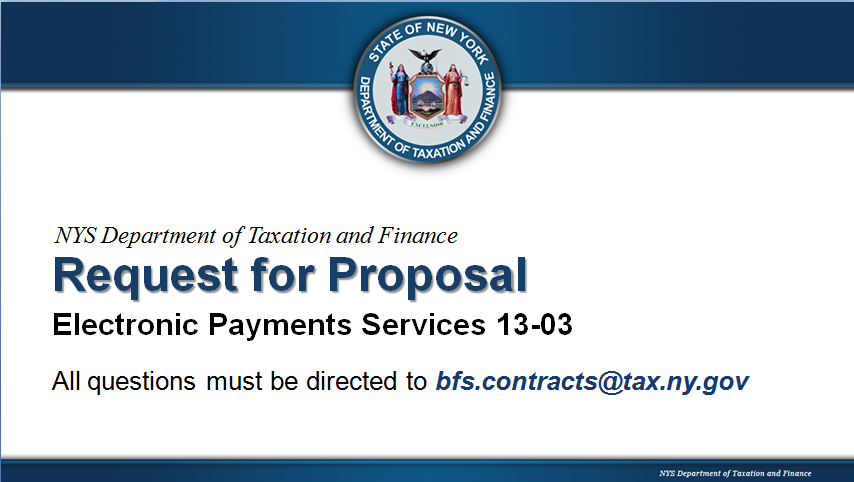 STATE OF NEW YORK
DEPARTMENT OF TAXATION AND FINANCE
EXCELSIOR
NYS Department of Taxation and Finance
Request for Proposal
Electronic Payments Services 13-03
All questions must be directed to bfs.contracts@tax.ny.gov
NYS Department of Taxation and Finance